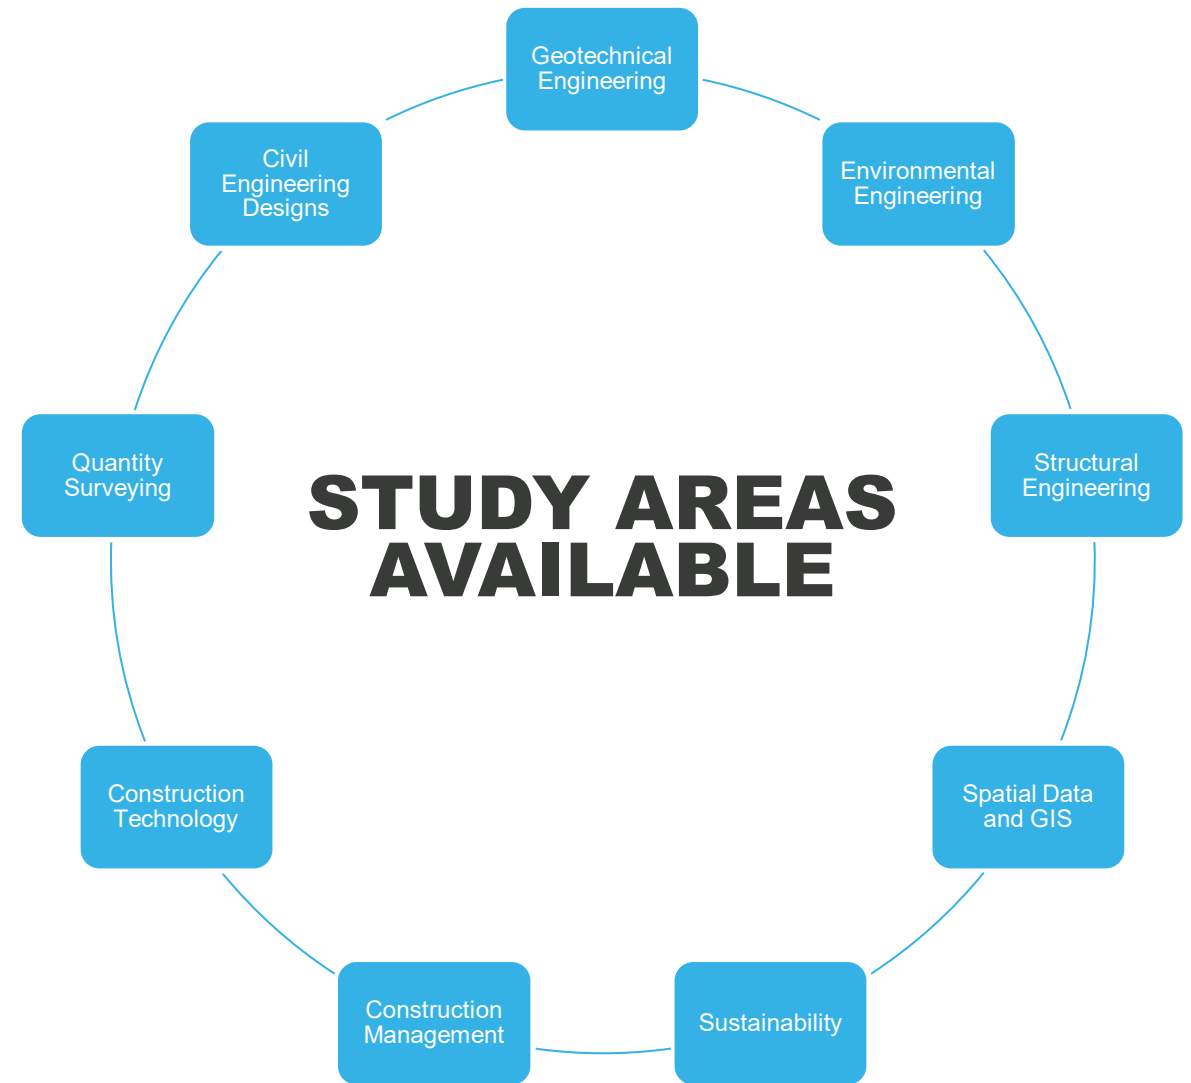 Geotechnical
Engineering
Environmental
Engineering
Structural
Engineering
Spatial Data
and GIS
Sustainability
Construction
Management
Construction
Technology
Quantity
Surveying
Civil
Engineering
Designs
STUDY AREAS
AVAILABLE